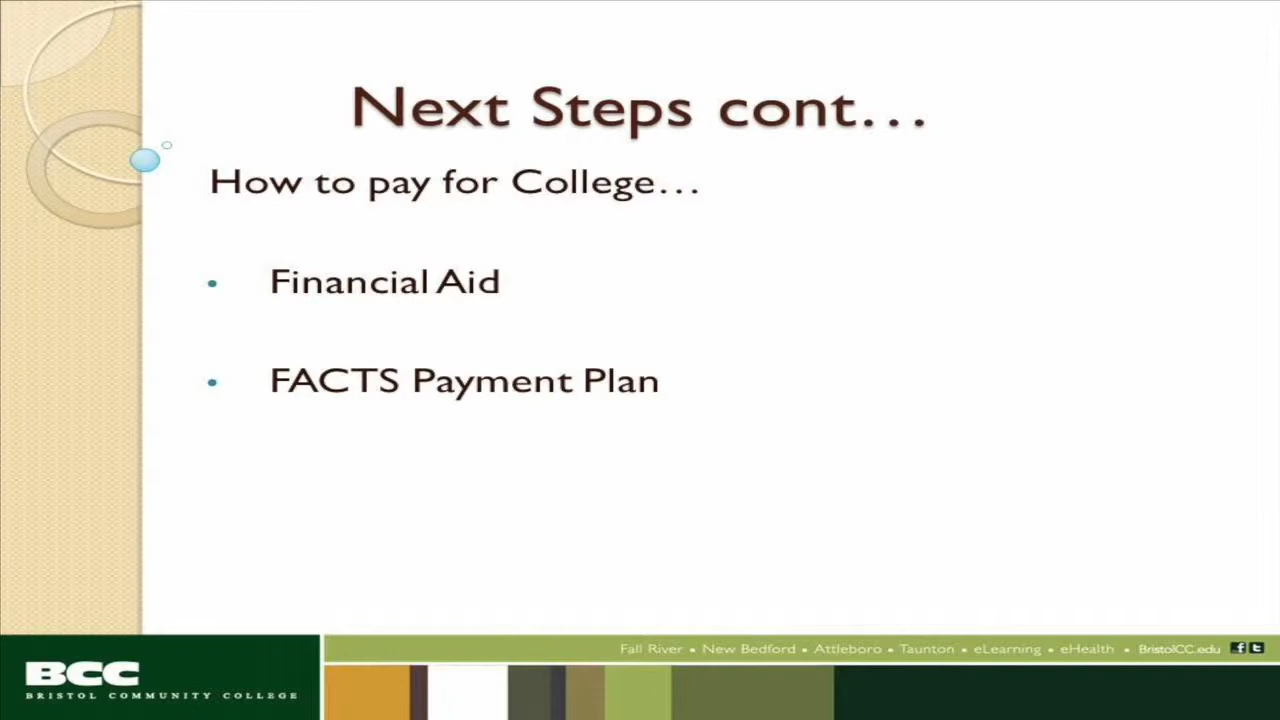 Next Steps cont...
How to pay for College...
• Financial Aid
• FACTS Payment Plan
Fall River • New Bedford • Attleboro • Taunton • eLearning • eHealth • BristolCC.edu
BCC
BRISTOL COMMUNITY COLLEGE